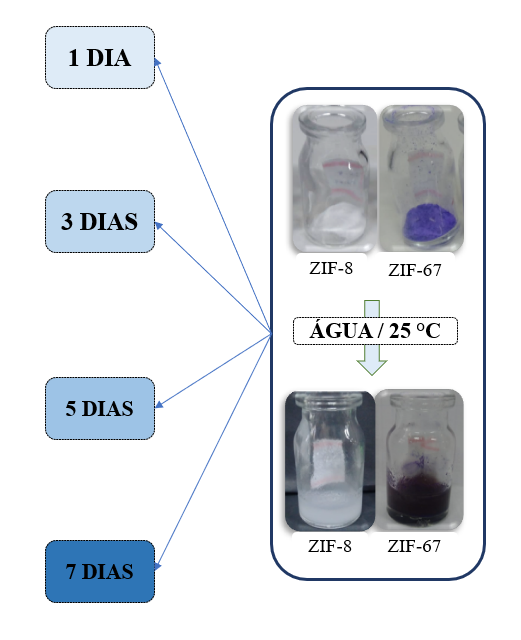 1 DIA
3 DIAS
5 DIAS
7 DIAS
ZIF-8
ZIF-67
ÁGUA / 25 °C
ZIF-8
ZIF-67